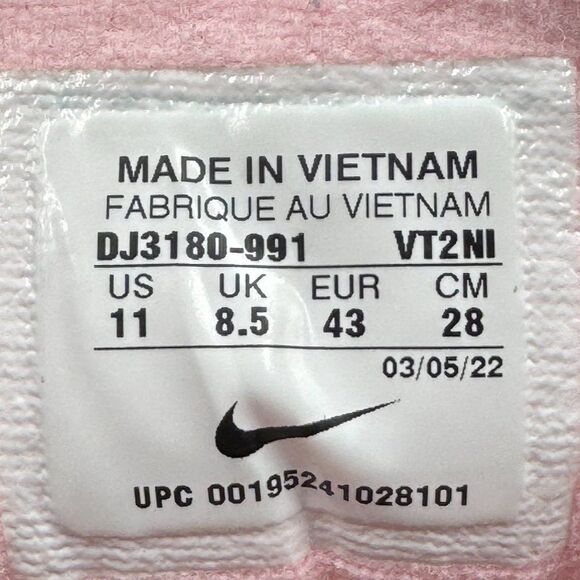 MADE IN VIETNAM
FABRIQUE AU VIETNAM
DJ3180-991 VT2NI
US UK EUR CM
11 8.5 43 28
03/05/22
UPC 00195241028101